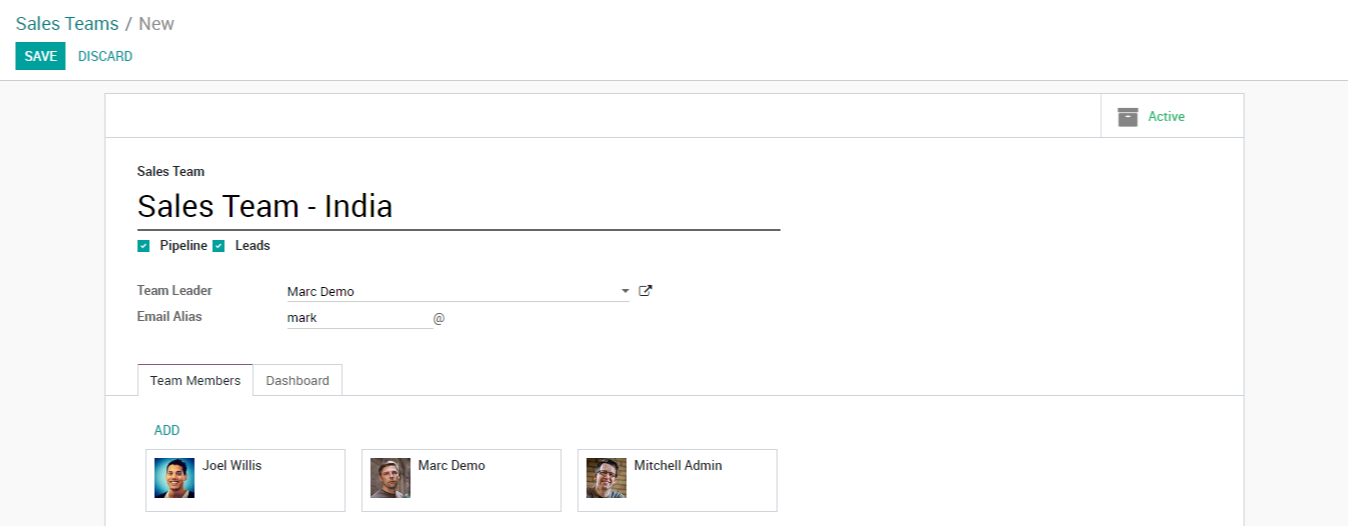 Sales Teams / New
SAVE DISCARD
Active
Sales Team
Sales Team - India
Pipeline Leads
Team Leader Marc Demo
Email Alias mark @
Team Members Dashboard
ADD
Joel Willis Marc Demo Mitchell Admin